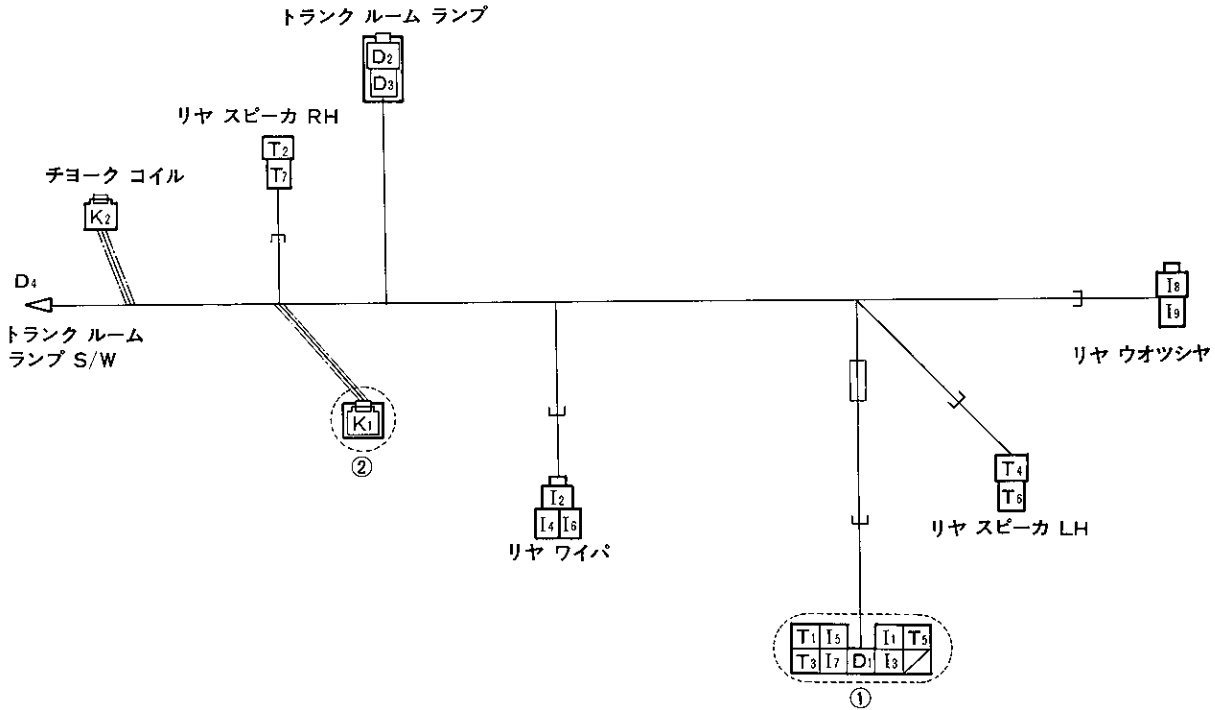 トランク ルーム ランプ
D2
D3
リヤ スピーカ RH
T2
T7
チヨーク コイル
K2
D4
トランク ルーム
ランプ S/W
I8
I9
リヤ ウオツシヤ
K1
②
I2
I4 I6
リヤ ワイパ
T4
T6
リヤ スピーカ LH
T1 I5 I1 T5
T3 I7 D1 I3
①